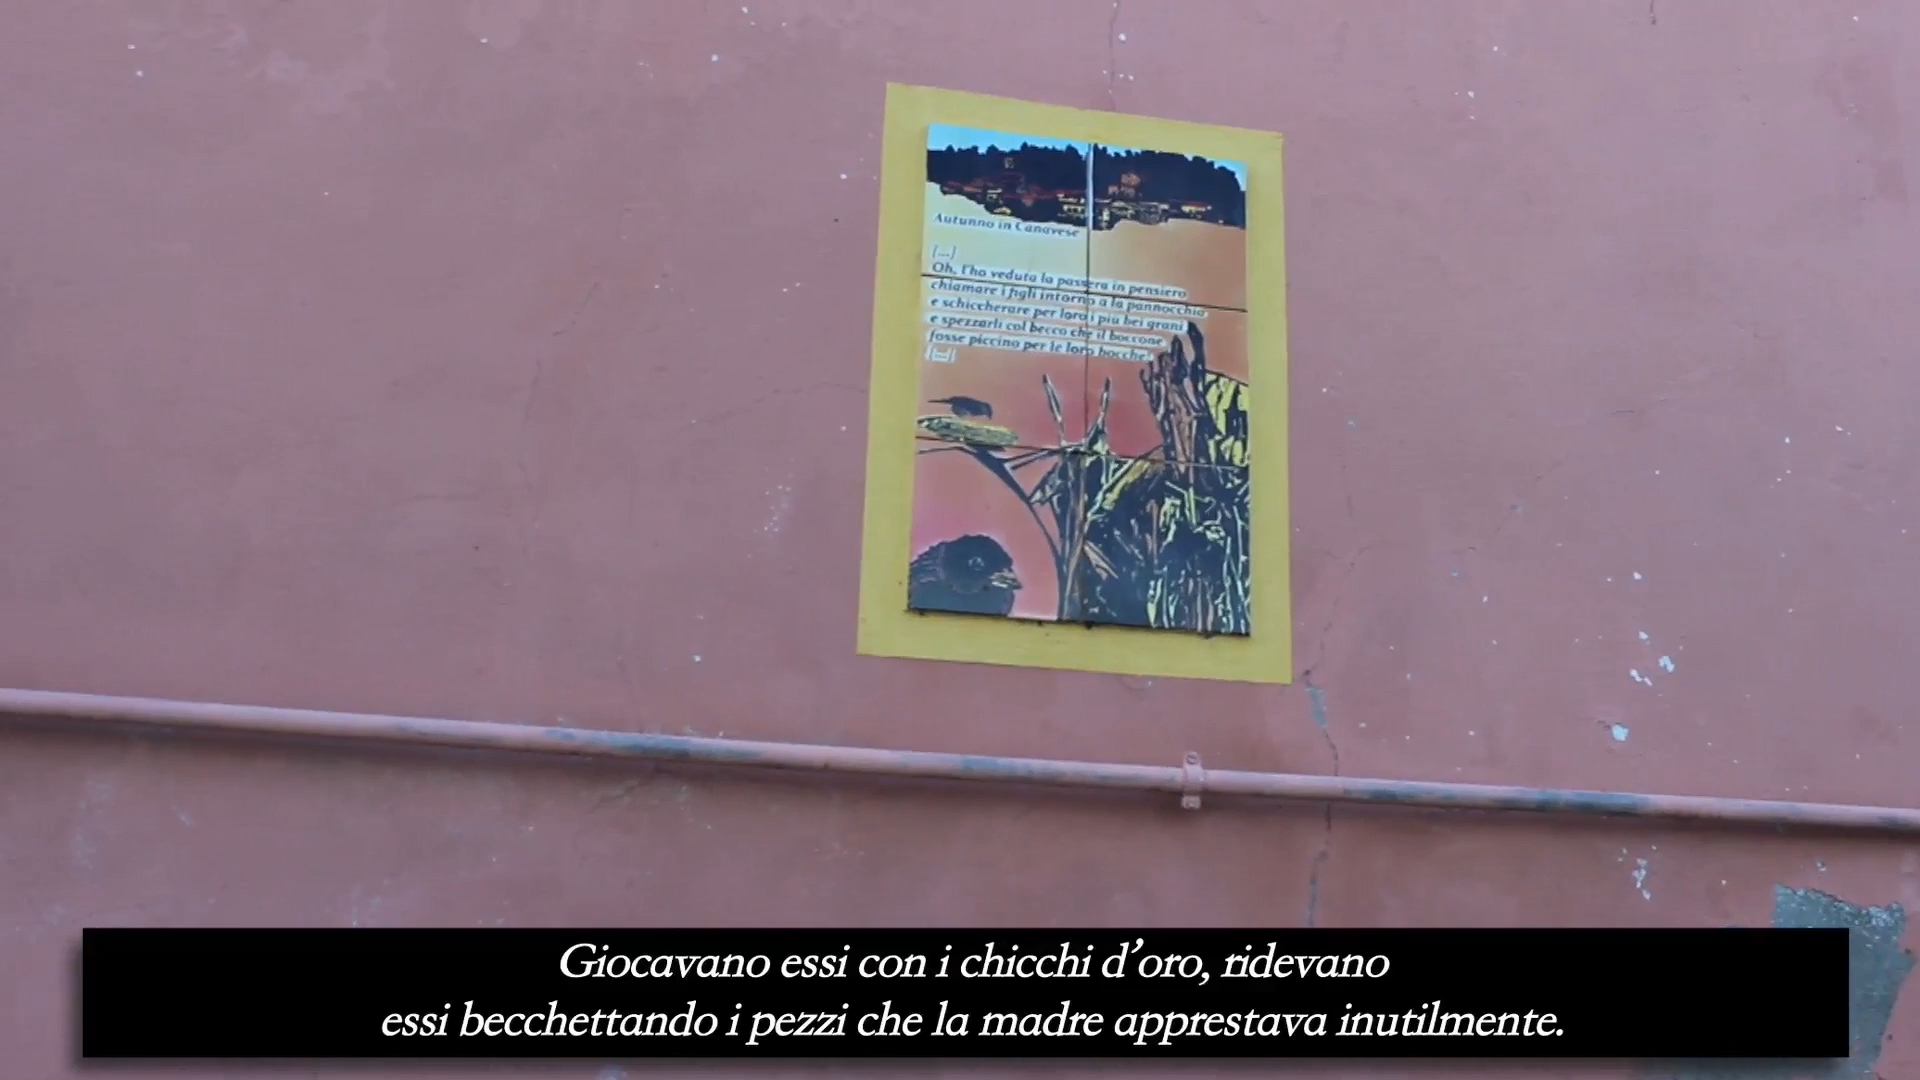 Autunno in Canavese
[...]
Oh, l'ho veduta la passera in pensiero
chiamare i figli intorno a la pannocchia
e schiccherare per loro i più bei grani
e spezzarli col becco che il boccone
fosse piccino per le loro bocche!
[...]
Giocavano essi con i chicchi d'oro, ridevano
essi becchettando i pezzi che la madre apprestava inutilmente.